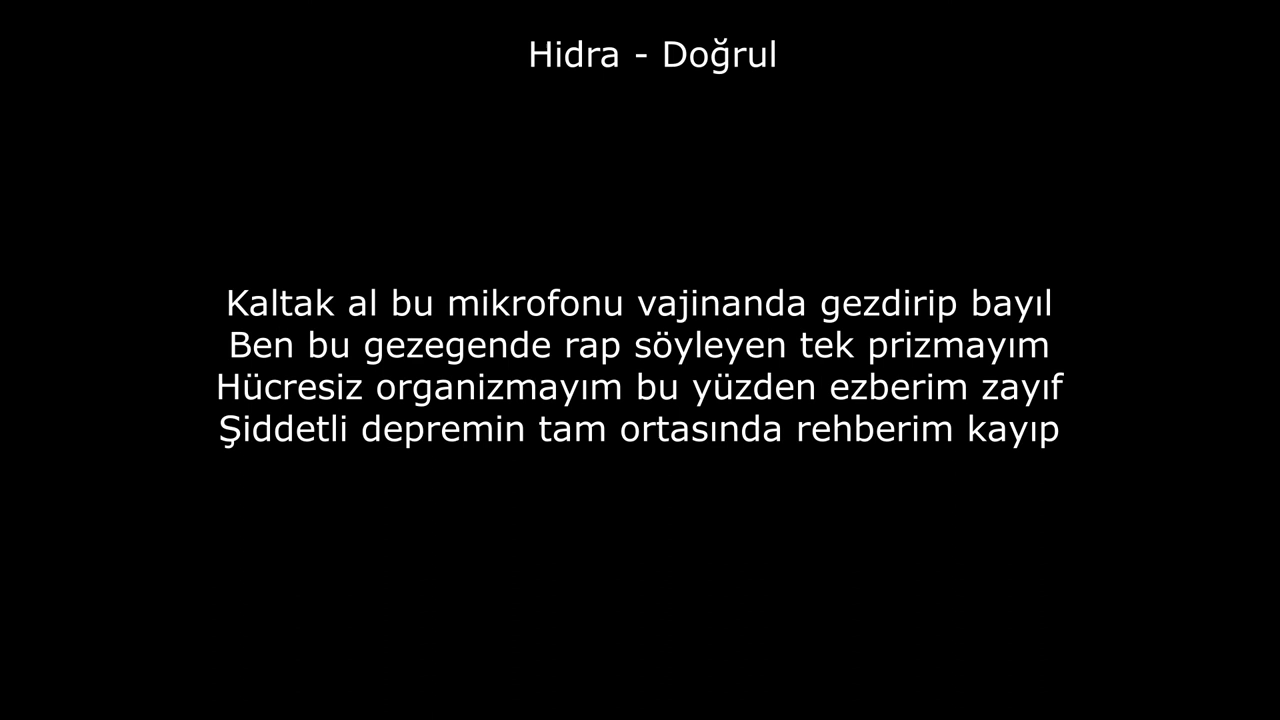 Hidra - Doğrul
Kaltak al bu mikrofonu vajinanda gezdirip bayıl
Ben bu gezegende rap söyleyen tek prizmayım
Hücresiz organizmayım bu yüzden ezberim zayıf
Şiddetli depremin tam ortasında rehberim kayıp